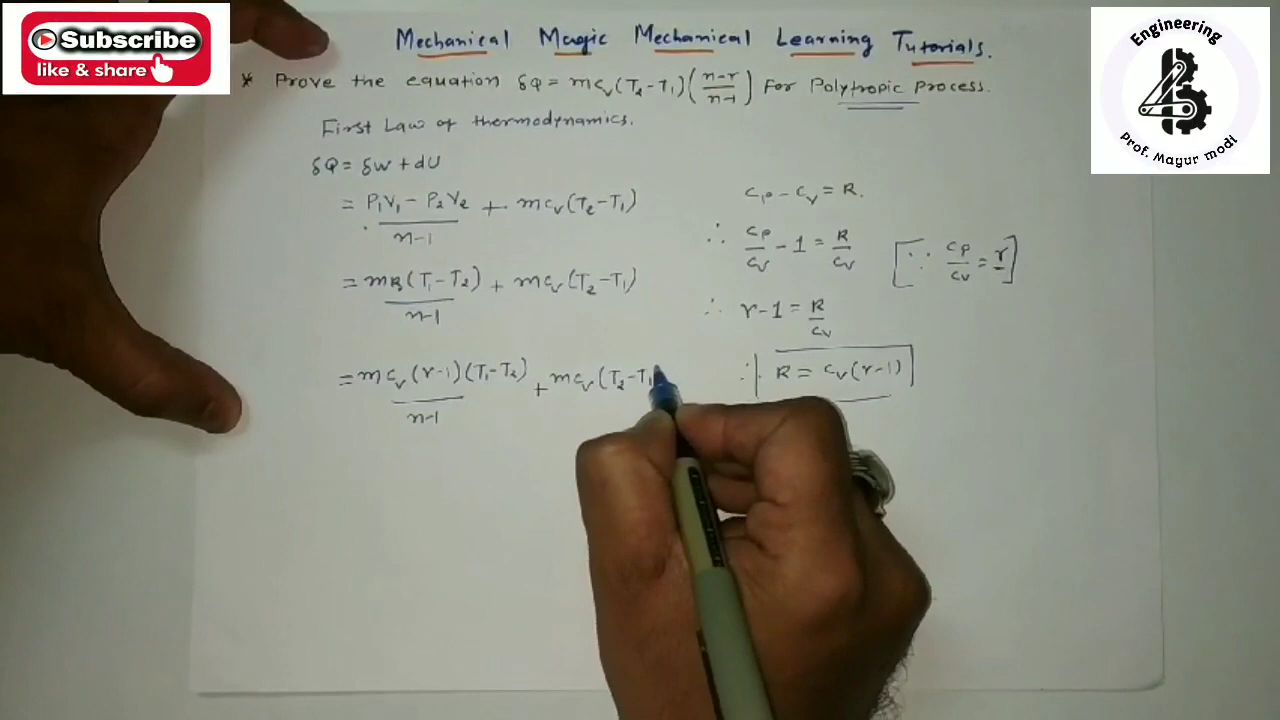 Subscribe
like & share
Engineering
Prof. Mayur modi
Mechanical Magic Mechanical Learning Tutorials.
* Prove the equation δQ = mcᵥ(T₂-T₁)(n-r/n-1) for Polytropic process.
First Law of thermodynamics.
δQ = δW + dU
= P₁V₁ - P₂V₂ / n-1 + mcᵥ(T₂-T₁)
= mR(T₁-T₂) / n-1 + mcᵥ(T₂-T₁)
= mcᵥ(r-1)(T₁-T₂) / n-1 + mcᵥ(T₂-T₁
cp - cᵥ = R.
∴ cp/cᵥ - 1 = R/cᵥ [∵ cp/cᵥ = r]
∴ r-1 = R/cᵥ
∴ R = cᵥ(r-1)